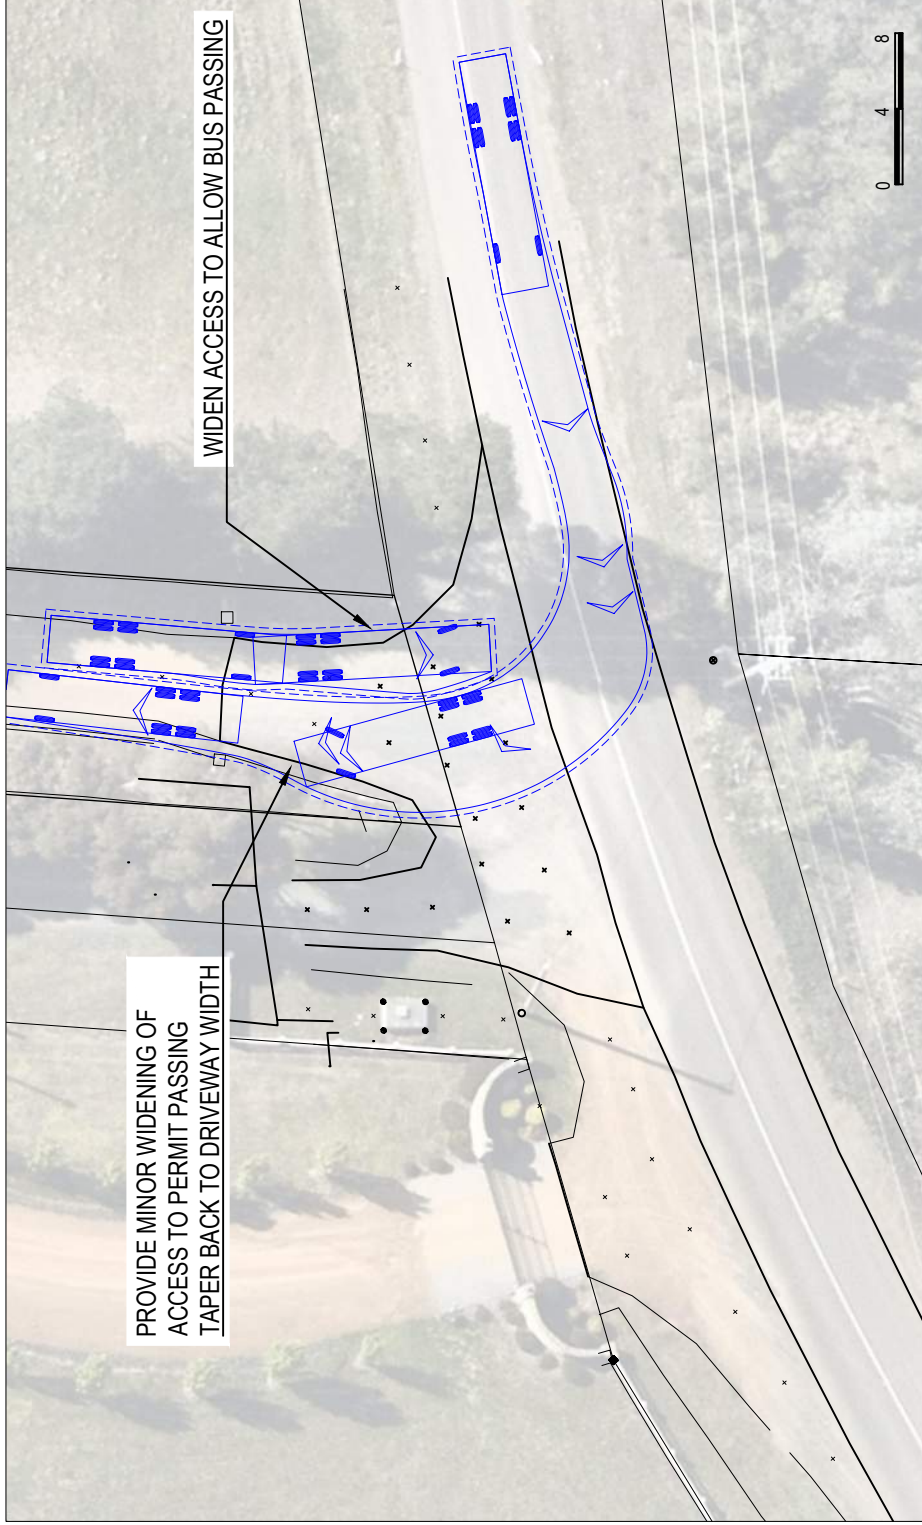 WIDEN ACCESS TO ALLOW BUS PASSING
PROVIDE MINOR WIDENING OF
ACCESS TO PERMIT PASSING
TAPER BACK TO DRIVEWAY WIDTH
0 4 8